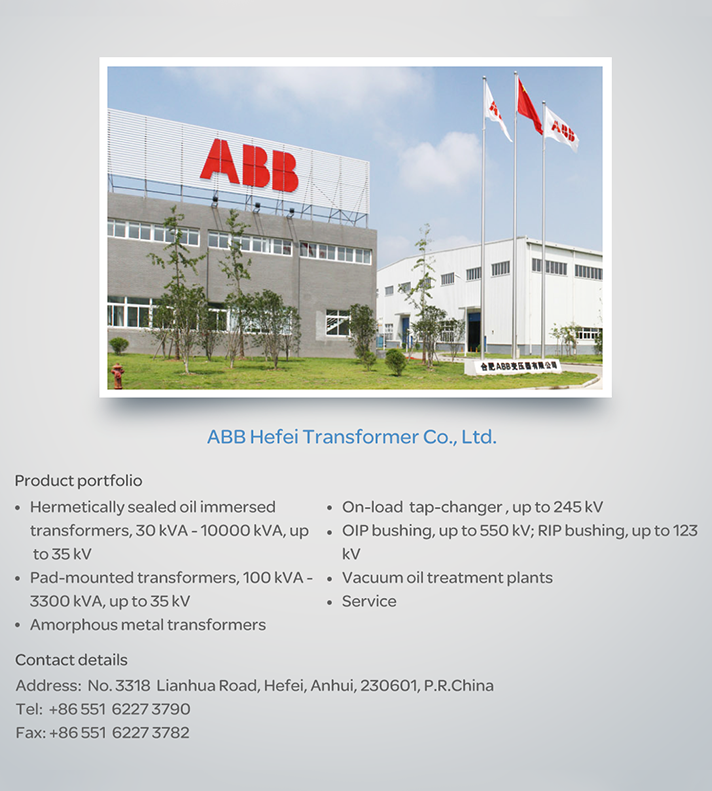 ABB
ABB
ABB
合肥ABB变压器有限公司
ABB Hefei Transformer Co., Ltd.
Product portfolio
• Hermetically sealed oil immersed
transformers, 30 kVA - 10000 kVA, up
to 35 kV
• Pad-mounted transformers, 100 kVA -
3300 kVA, up to 35 kV
• Amorphous metal transformers
• On-load tap-changer , up to 245 kV
• OIP bushing, up to 550 kV; RIP bushing, up to 123
kV
• Vacuum oil treatment plants
• Service
Contact details
Address: No. 3318 Lianhua Road, Hefei, Anhui, 230601, P.R.China
Tel: +86 551 6227 3790
Fax: +86 551 6227 3782